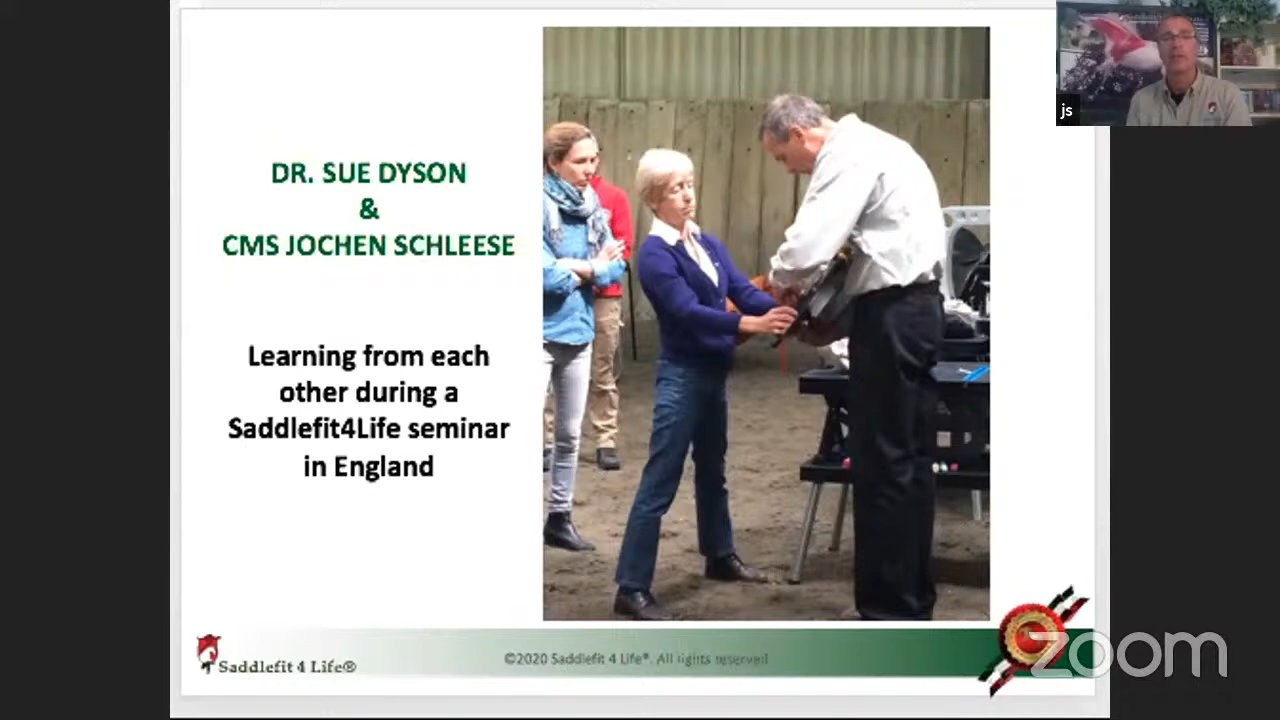 DR. SUE DYSON
&
CMS JOCHEN SCHLEESE
Learning from each
other during a
Saddlefit4Life seminar
in England
js
Saddlefit 4 Life®
©2020 Saddlefit 4 Life®. All rights reserved
zoom